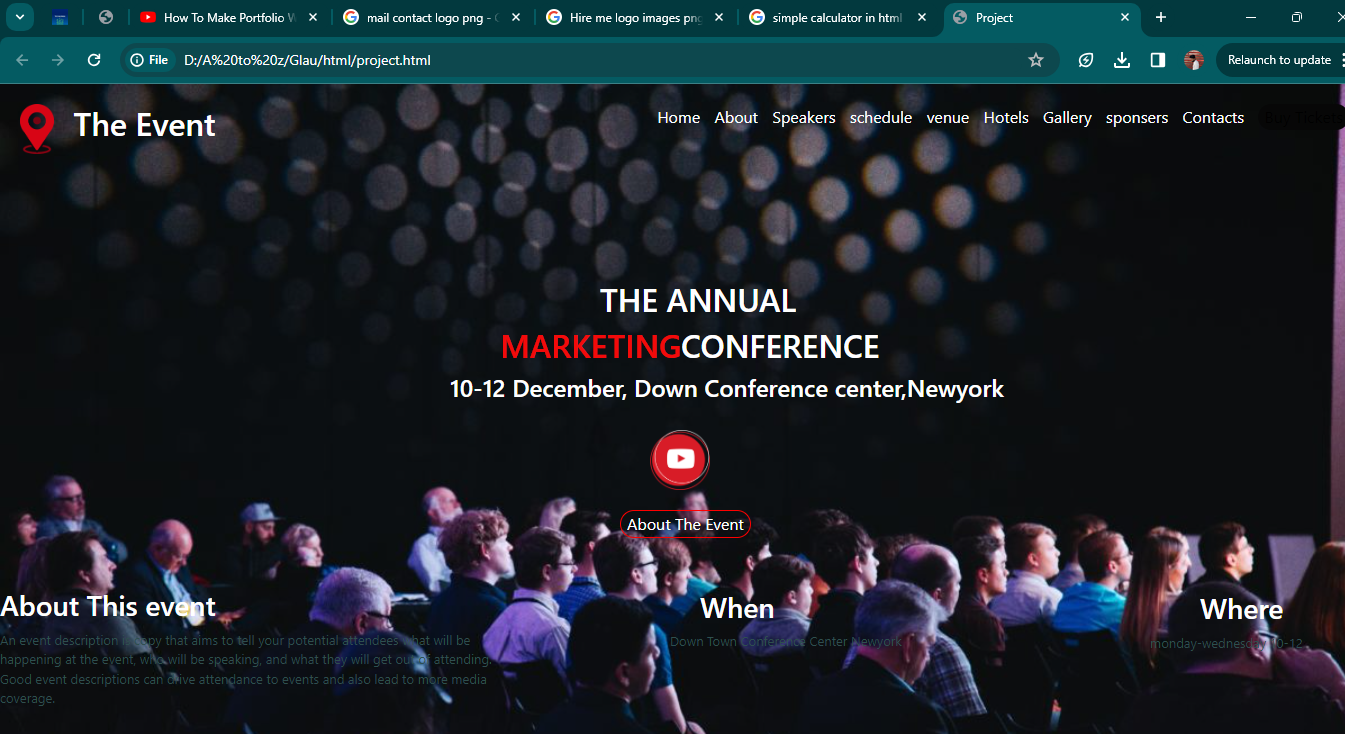 How To Make Portfolio W
mail contact logo png - G
Hire me logo images png
simple calculator in html
Project
File
D:/A%20to%20z/Glau/html/project.html
Relaunch to update
The Event
Home About Speakers schedule venue Hotels Gallery sponsers Contacts Buy Tickets
THE ANNUAL
MARKETINGCONFERENCE
10-12 December, Down Conference center,Newyork
About The Event
About This event
An event description is copy that aims to tell your potential attendees what will be
happening at the event, who will be speaking, and what they will get out of attending.
Good event descriptions can drive attendance to events and also lead to more media
coverage.
When
Down Town Conference Center Newyork
Where
monday-wednesday 10-12